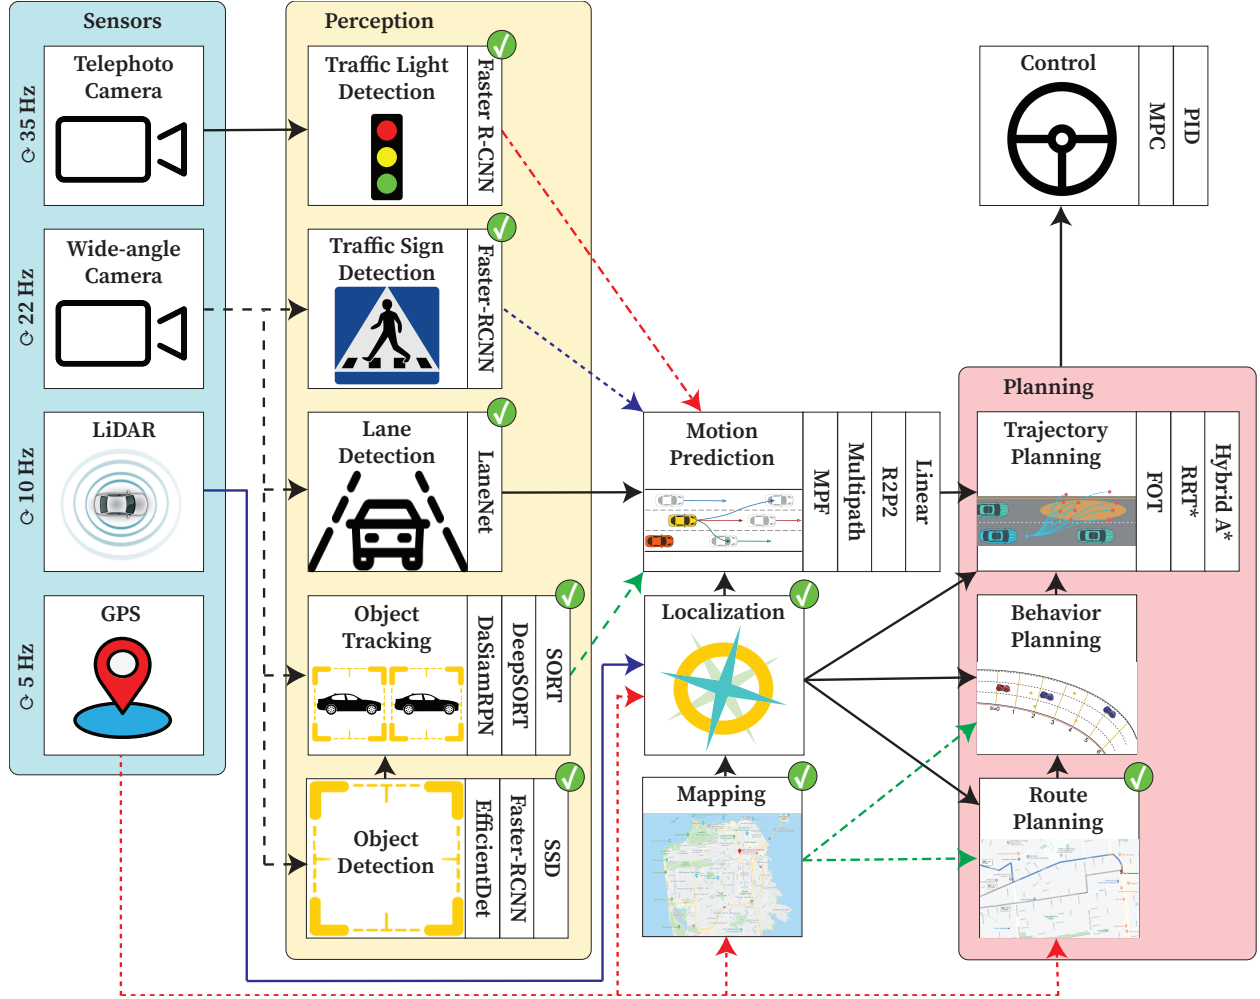 Sensors
35 Hz
Telephoto
Camera
22 Hz
Wide-angle
Camera
10 Hz
LiDAR
5 Hz
GPS
Perception
Traffic Light
Detection
Faster R-CNN
Traffic Sign
Detection
Faster-RCNN
Lane
Detection
LaneNet
Object
Tracking
DaSiamRPN
DeepSORT
SORT
Object
Detection
EfficientDet
Faster-RCNN
SSD
Motion
Prediction
MPF
Multipath
R2P2
Linear
Localization
Mapping
Control
MPC
PID
Planning
Trajectory
Planning
FOT
RRT*
Hybrid A*
Behavior
Planning
Route
Planning